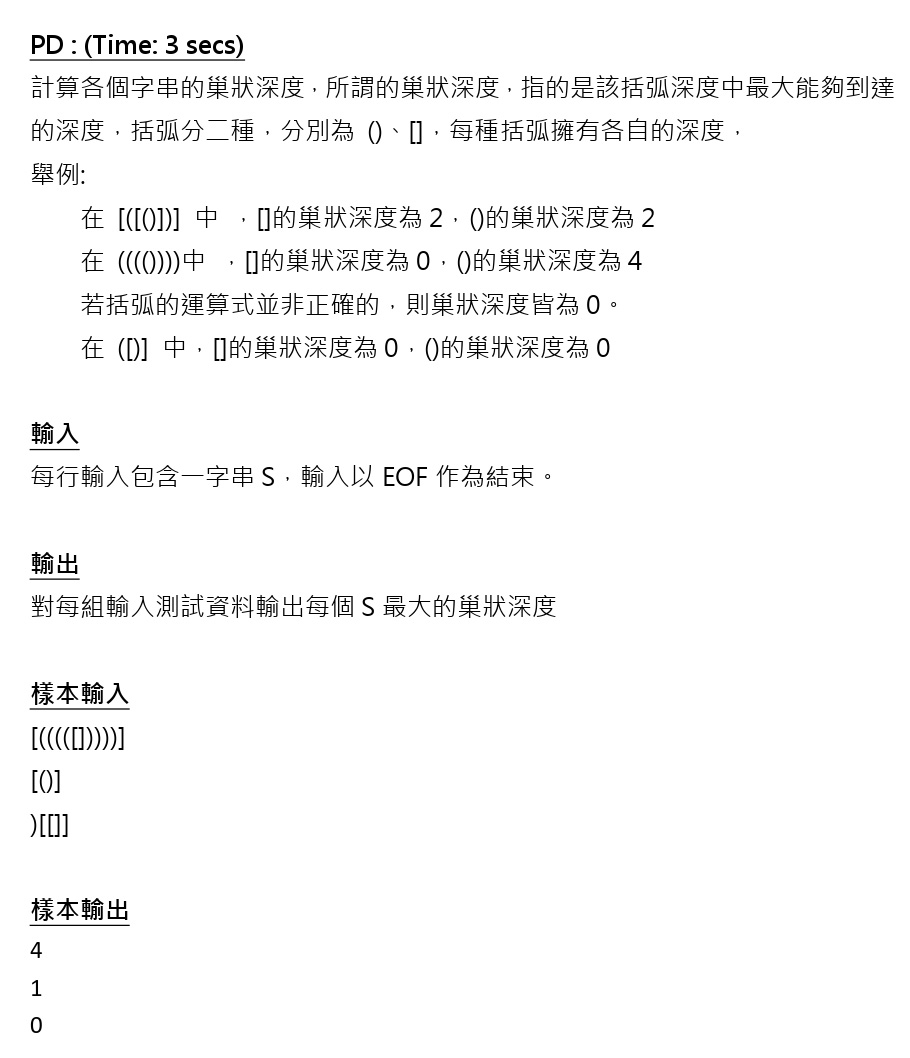 PD : (Time: 3 secs)
計算各個字串的巢狀深度，所謂的巢狀深度，指的是該括弧深度中最大能夠到達
的深度，括弧分二種，分別為 ()、[]，每種括弧擁有各自的深度，
舉例:
在 [([()])] 中 ，[]的巢狀深度為 2，()的巢狀深度為 2
在 (((())))中 ，[]的巢狀深度為 0，()的巢狀深度為 4
若括弧的運算式並非正確的，則巢狀深度皆為 0。
在 ([)] 中，[]的巢狀深度為 0，()的巢狀深度為 0
輸入
每行輸入包含一字串 S，輸入以 EOF 作為結束。
輸出
對每組輸入測試資料輸出每個 S 最大的巢狀深度
樣本輸入
[(((([]))))]
[()]
)[[]]
樣本輸出
4
1
0